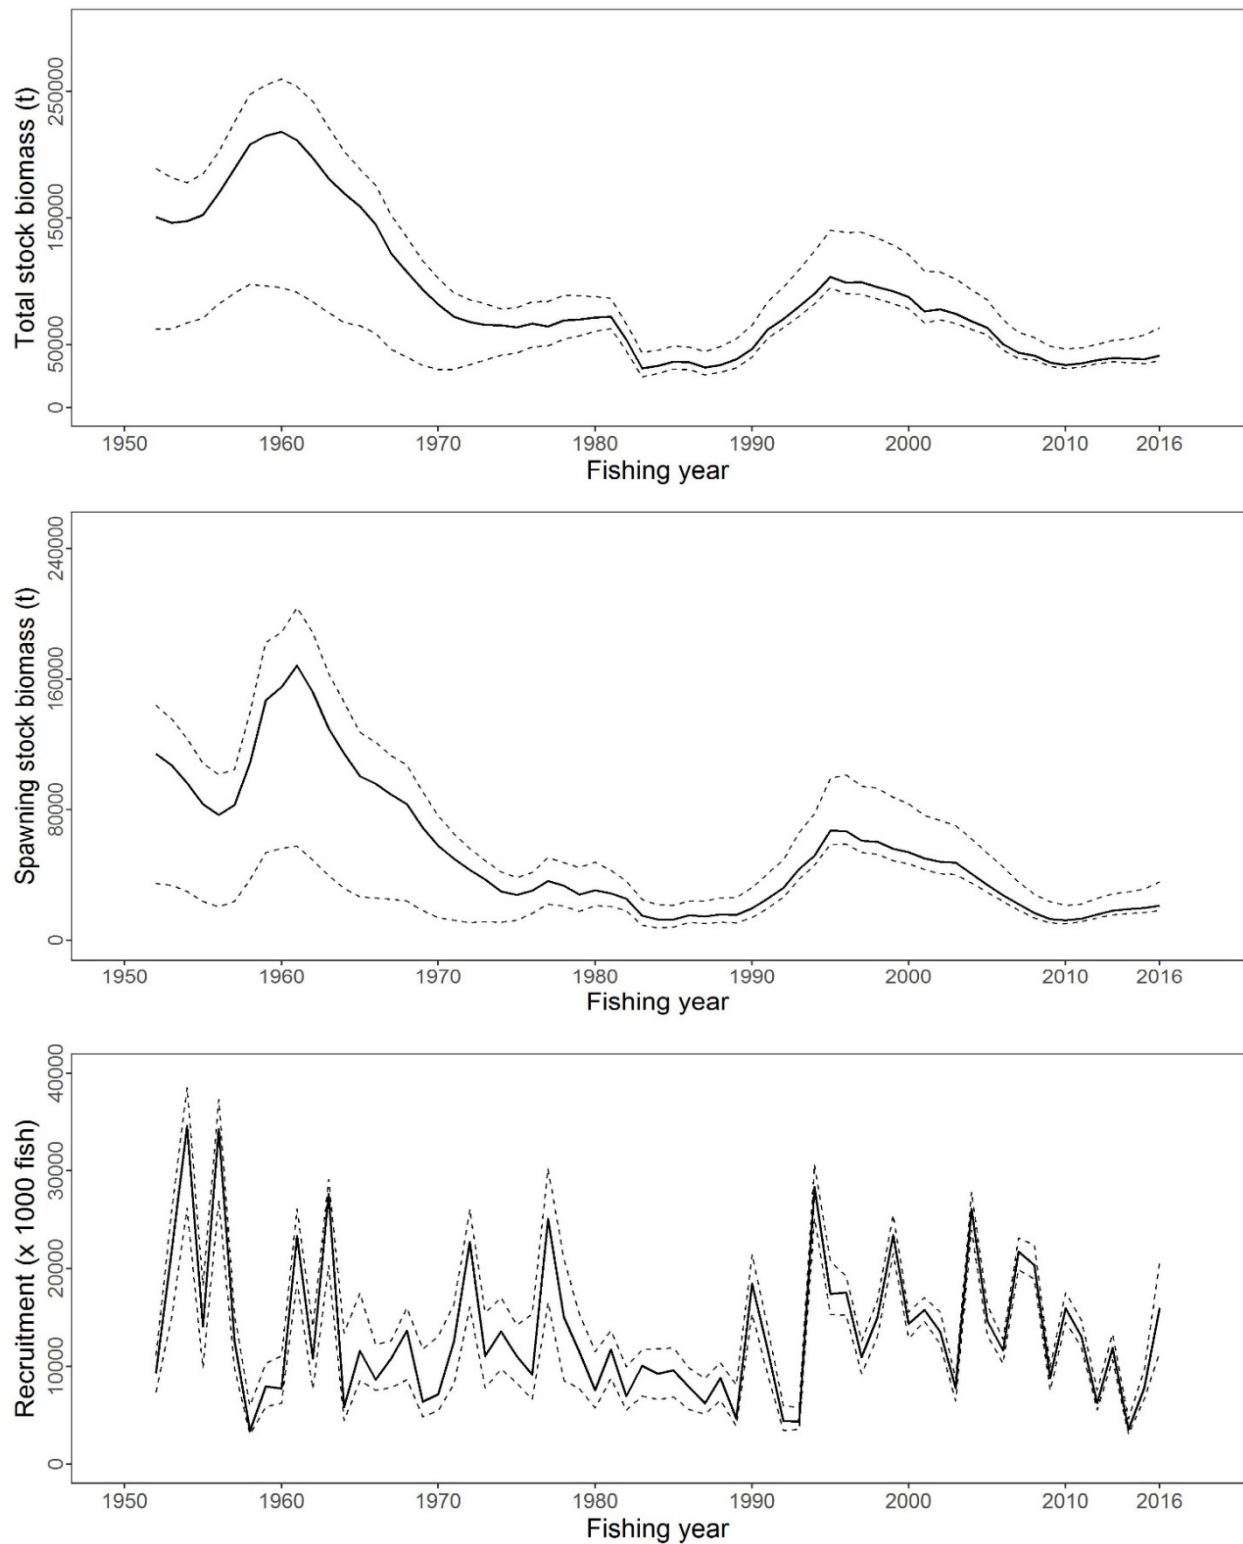 Total stock biomass (t)
250000
150000
50000
0
1950 1960 1970 1980 1990 2000 2010 2016
Fishing year
Spawning stock biomass (t)
240000
160000
80000
0
1950 1960 1970 1980 1990 2000 2010 2016
Fishing year
Recruitment (x 1000 fish)
40000
30000
20000
10000
0
1950 1960 1970 1980 1990 2000 2010 2016
Fishing year